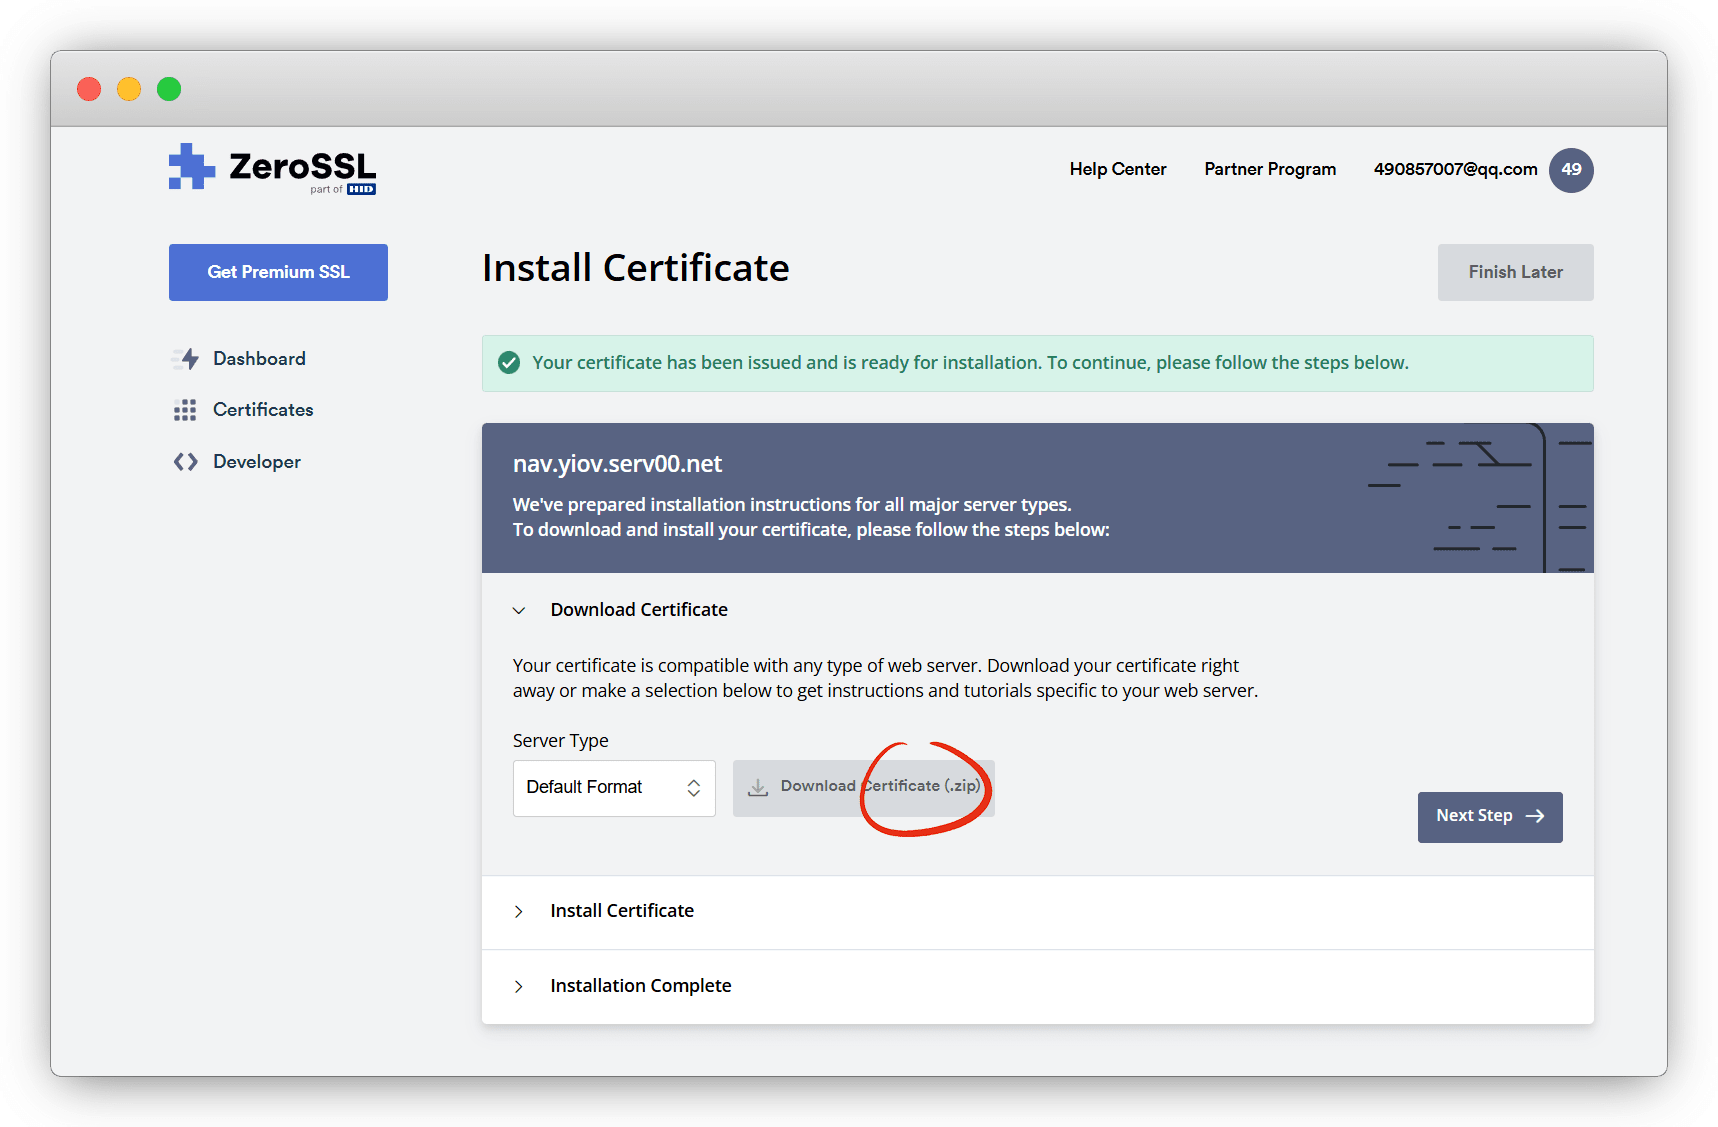 ZeroSSL
part of HID
Help Center
Partner Program
490857007@qq.com
49
Get Premium SSL
Dashboard
Certificates
Developer
Install Certificate
Finish Later
Your certificate has been issued and is ready for installation. To continue, please follow the steps below.
nav.yiov.serv00.net
We've prepared installation instructions for all major server types.
To download and install your certificate, please follow the steps below:
Download Certificate
Your certificate is compatible with any type of web server. Download your certificate right
away or make a selection below to get instructions and tutorials specific to your web server.
Server Type
Default Format
Download Certificate (.zip)
Next Step
Install Certificate
Installation Complete